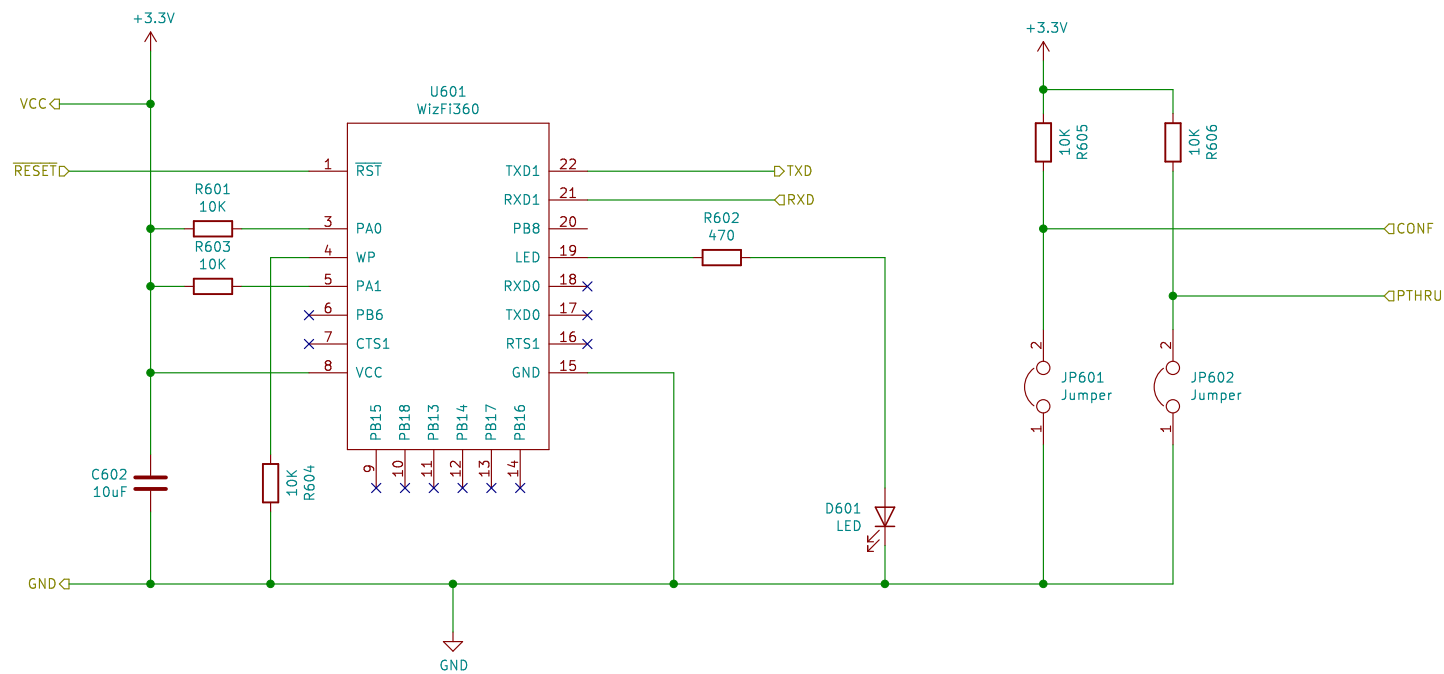 +3.3V
+3.3V
VCC
U601
WizFi360
RESET
1
RST
TXD1
22
TXD
R601
10K
RXD1
21
RXD
3
PA0
PB8
20
R602
470
R603
10K
4
WP
LED
19
5
PA1
RXD0
18
6
PB6
TXD0
17
7
CTS1
RTS1
16
8
VCC
GND
15
PB15
PB18
PB13
PB14
PB17
PB16
9
10
11
12
13
14
C602
10uF
10K
R604
D601
LED
GND
GND
10K
R605
10K
R606
CONF
PTHRU
2
JP601
Jumper
1
2
JP602
Jumper
1